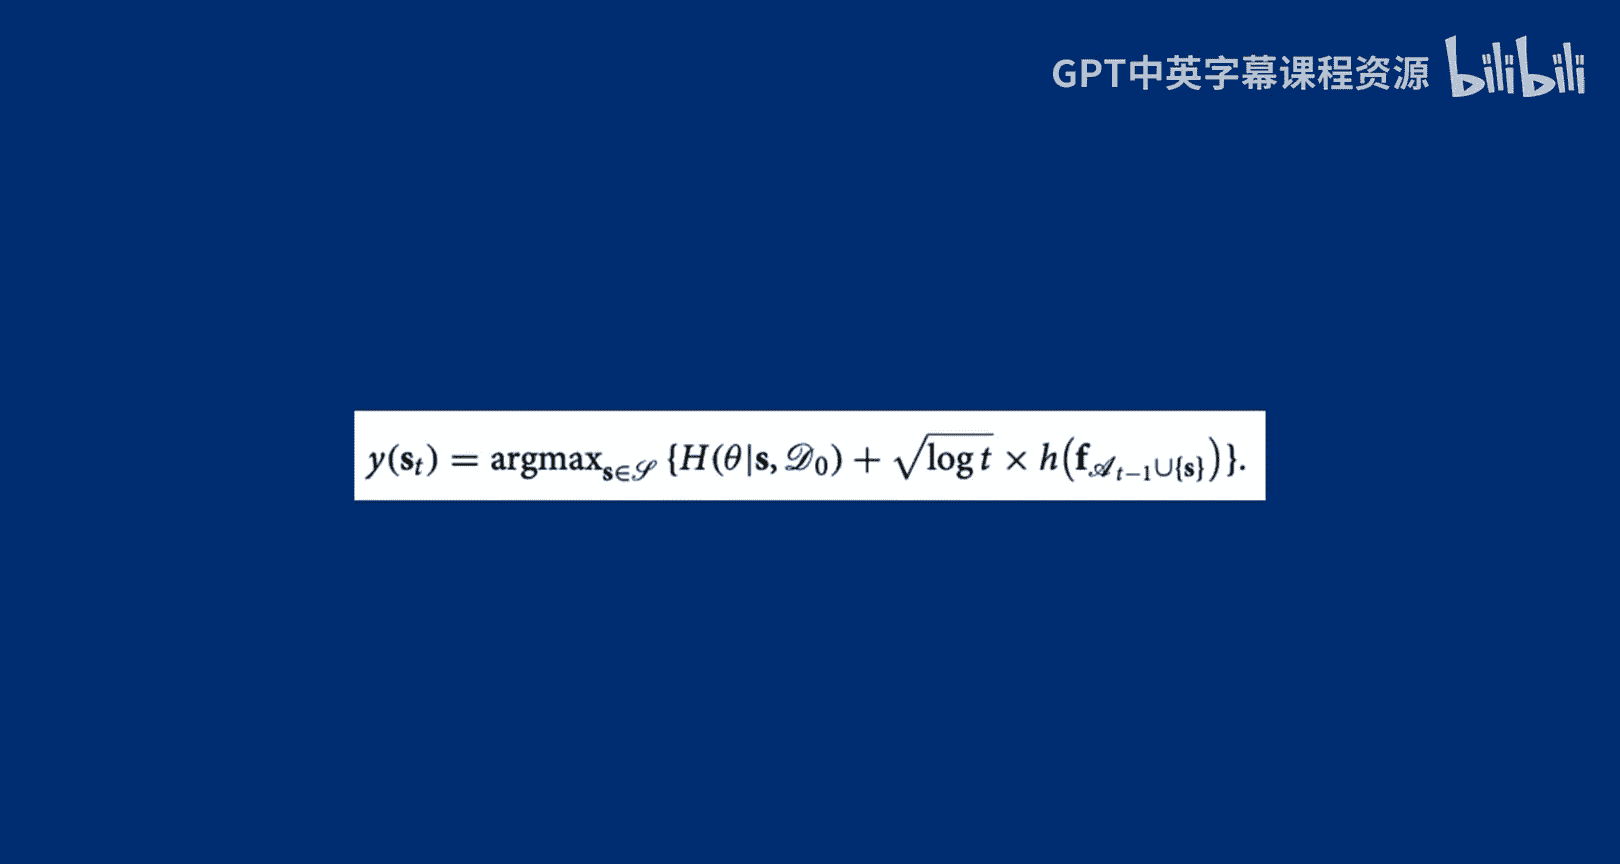 GPT中英字幕课程资源 bilibili
y(𝐬ₜ) = argmax_{𝐬∈𝒮} {H(θ|𝐬, 𝒟₀) + √(log t) × h(𝐟_{𝒜_{t−1}∪{𝐬}})}.